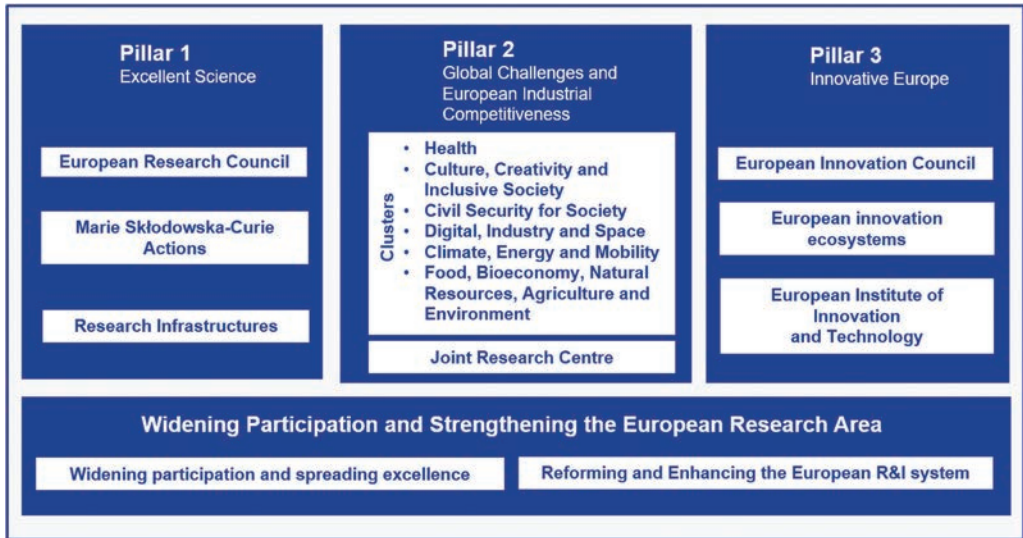 Pillar 1
Excellent Science
European Research Council
Marie Skłodowska-Curie
Actions
Research Infrastructures
Pillar 2
Global Challenges and
European Industrial
Competitiveness
Clusters
• Health
• Culture, Creativity and
Inclusive Society
• Civil Security for Society
• Digital, Industry and Space
• Climate, Energy and Mobility
• Food, Bioeconomy, Natural
Resources, Agriculture and
Environment
Joint Research Centre
Pillar 3
Innovative Europe
European Innovation Council
European innovation
ecosystems
European Institute of
Innovation
and Technology
Widening Participation and Strengthening the European Research Area
Widening participation and spreading excellence
Reforming and Enhancing the European R&I system